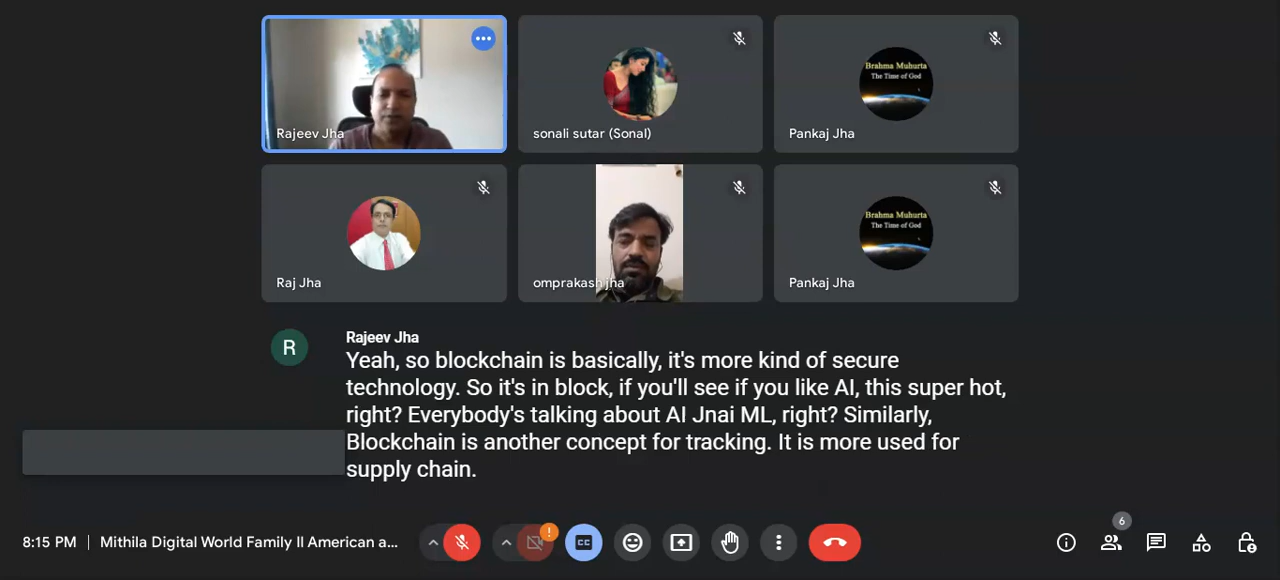 Rajeev Jha
sonali sutar (Sonal)
Brahma Muhurta
The Time of God
Pankaj Jha
Raj Jha
omprakash jha
Brahma Muhurta
The Time of God
Pankaj Jha
R
Rajeev Jha
Yeah, so blockchain is basically, it's more kind of secure
technology. So it's in block, if you'll see if you like AI, this super hot,
right? Everybody's talking about AI Jnai ML, right? Similarly,
Blockchain is another concept for tracking. It is more used for
supply chain.
6
8:15 PM | Mithila Digital World Family II American a...
CC